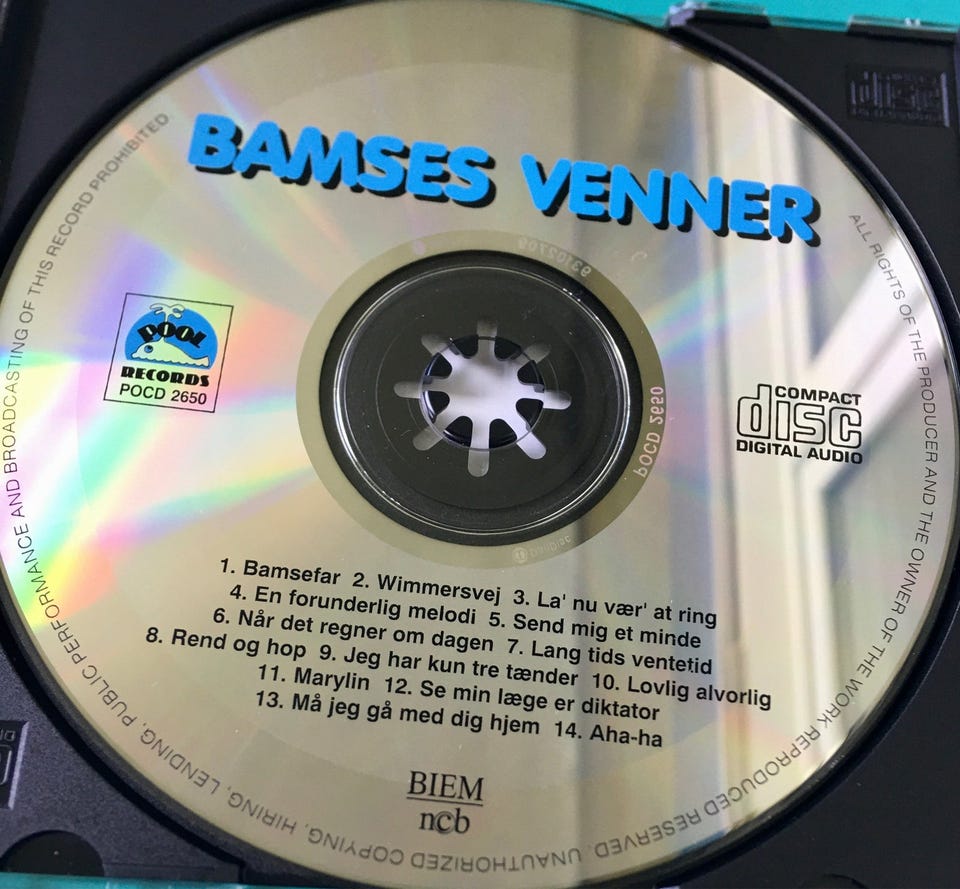 BAMSES VENNER
POOL
RECORDS
POCD 2650
COMPACT
disc
DIGITAL AUDIO
POCD 2650
1. Bamsefar 2. Wimmersvej 3. La' nu vær' at ring
4. En forunderlig melodi 5. Send mig et minde
6. Når det regner om dagen 7. Lang tids ventetid
8. Rend og hop 9. Jeg har kun tre tænder 10. Lovlig alvorlig
11. Marylin 12. Se min læge er diktator
13. Må jeg gå med dig hjem 14. Aha-ha
BIEM
ncb
ALL RIGHTS OF THE PRODUCER AND THE OWNER OF THE WORK REPRODUCED RESERVED. UNAUTHORIZED COPYING, HIRING, LENDING, PUBLIC PERFORMANCE AND BROADCASTING OF THIS RECORD PROHIBITED